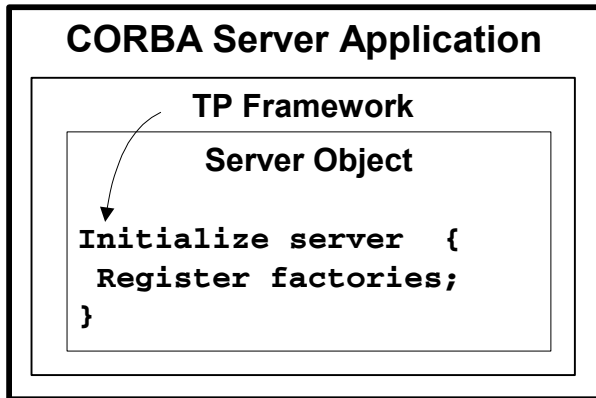 CORBA Server Application
TP Framework
Server Object
Initialize server  {
 Register factories;
}